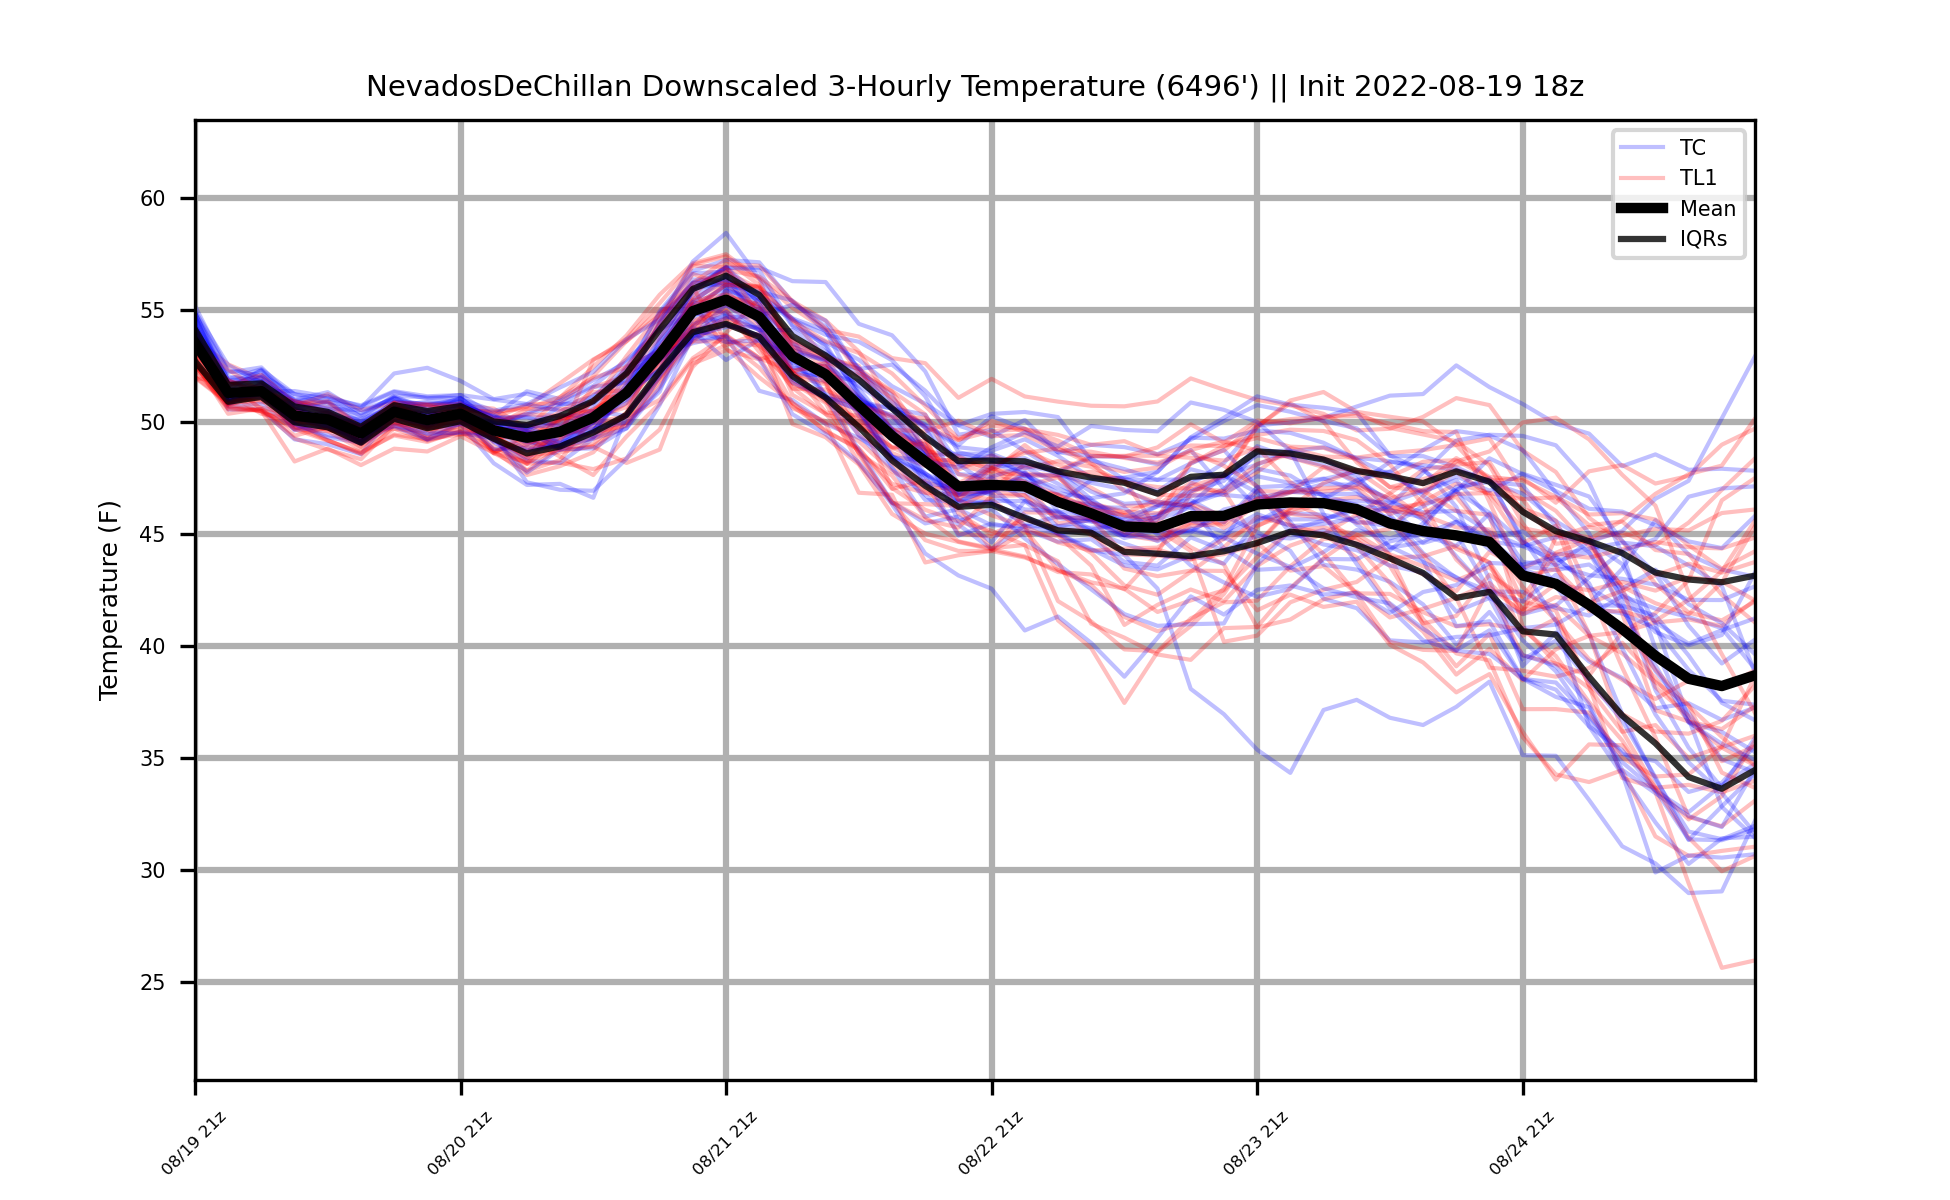 NevadosDeChillan Downscaled 3-Hourly Temperature (6496') || Init 2022-08-19 18z
TC
TL1
Mean
IQRs
Temperature (F)
60
55
50
45
40
35
30
25
08/19 21z
08/20 21z
08/21 21z
08/22 21z
08/23 21z
08/24 21z